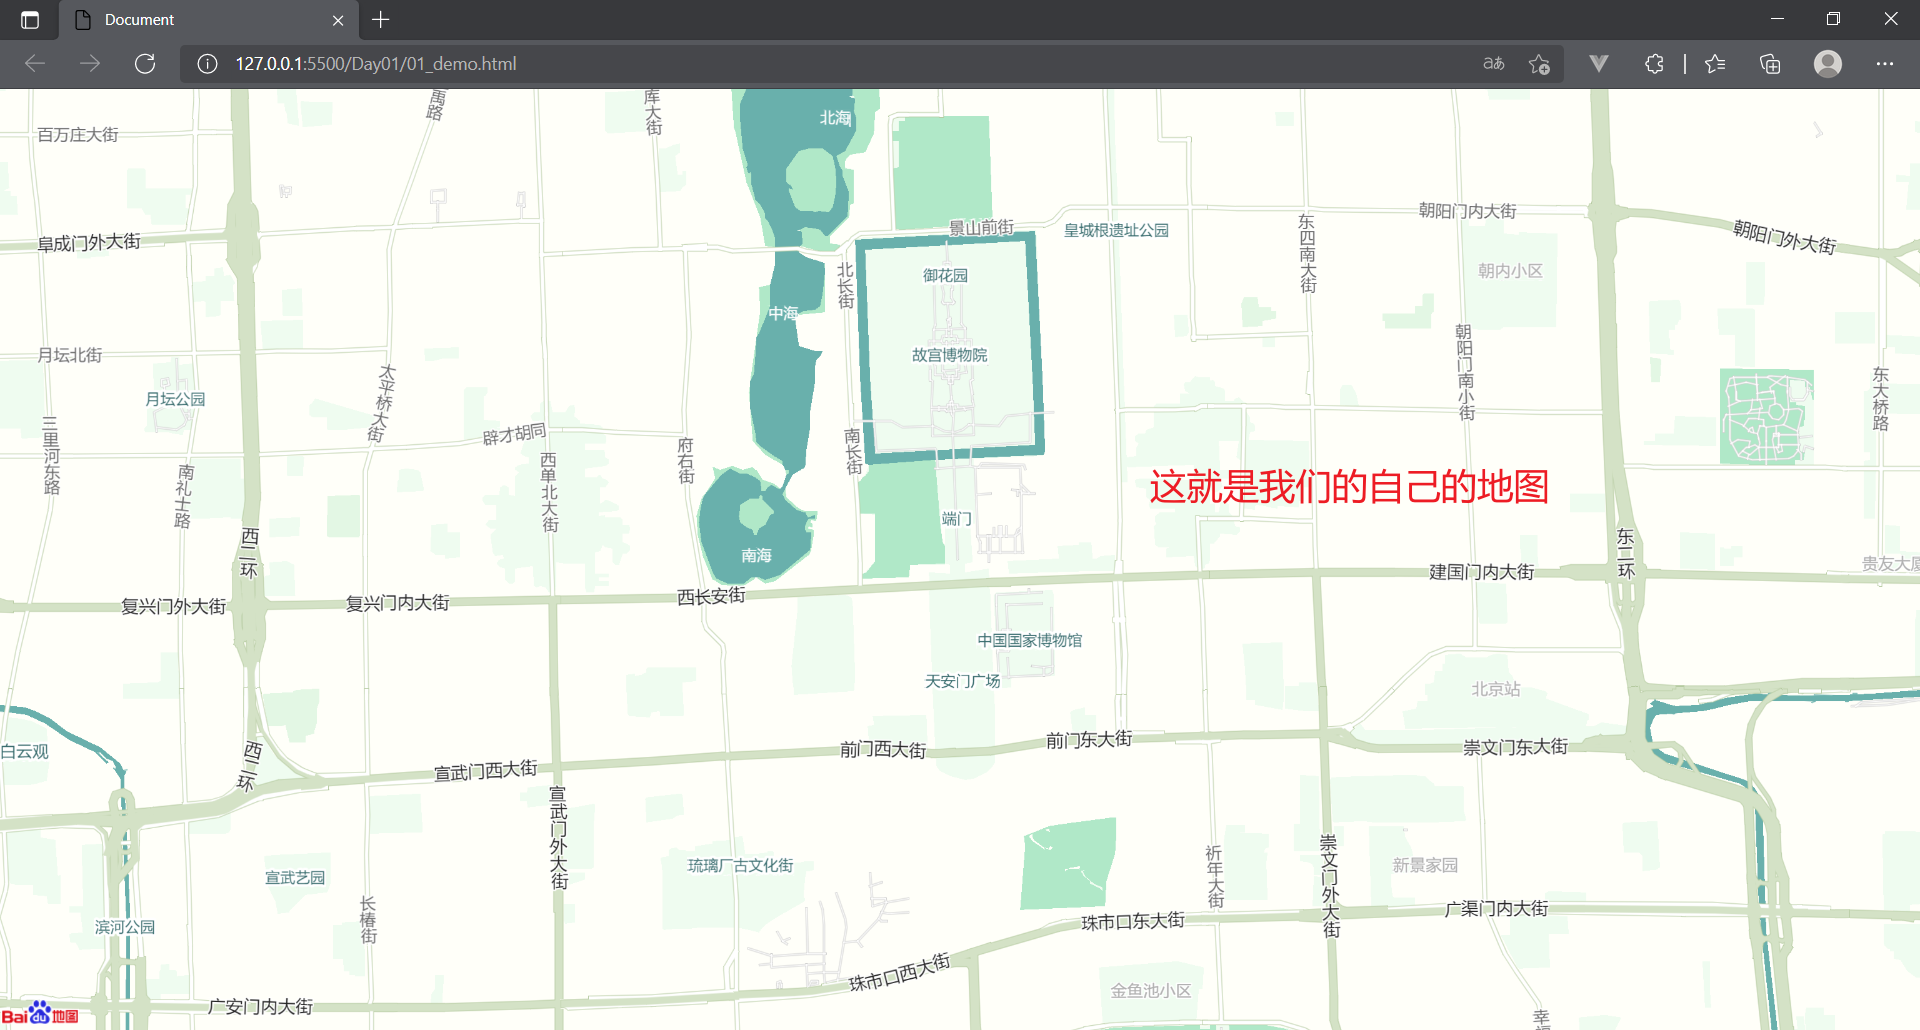 Document
127.0.0.1:5500/Day01/01_demo.html
禹路
库大街
北海
百万庄大街
景山前街
皇城根遗址公园
东四南大街
朝阳门内大街
朝阳门外大街
阜成门外大街
御花园
北长街
朝内小区
中海
月坛北街
故宫博物院
朝阳门南小街
东大桥路
太平桥大街
月坛公园
三里河东路
辟才胡同
府右街
南长街
西单北大街
南礼士路
这就是我们的自己的地图
端门
西二环
南海
东二环
建国门内大街
贵友大厦
复兴门外大街
复兴门内大街
西长安街
中国国家博物馆
天安门广场
北京站
白云观
西二环
宣武门西大街
前门西大街
前门东大街
崇文门东大街
宣武门外大街
琉璃厂古文化街
祈年大街
崇文门外大街
新景家园
宣武艺园
长椿街
滨河公园
珠市口东大街
广渠门内大街
珠市口西大街
金鱼池小区
广安门内大街
Bai du 地图